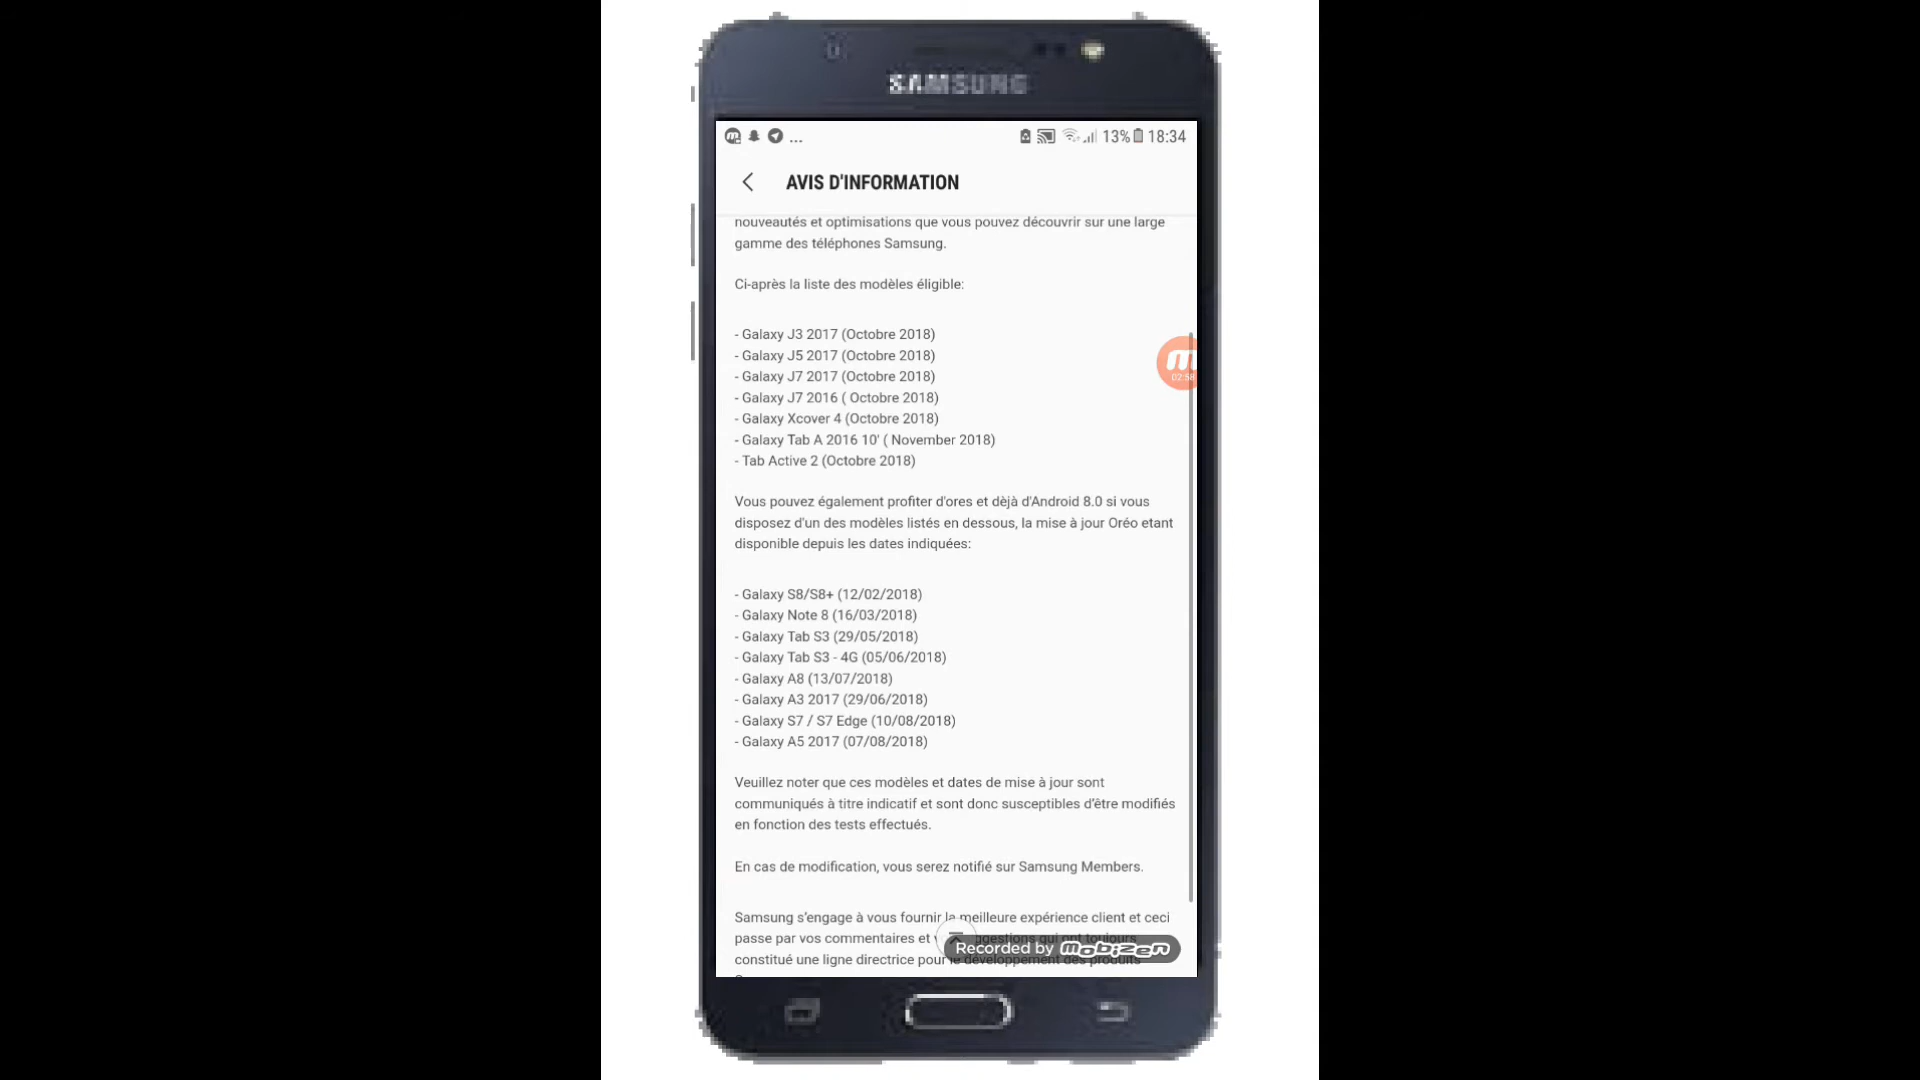 SAMSUNG
... 13% 18:34
AVIS D'INFORMATION
nouveautés et optimisations que vous pouvez découvrir sur une large
gamme des téléphones Samsung.
Ci-après la liste des modèles éligible:
- Galaxy J3 2017 (Octobre 2018)
- Galaxy J5 2017 (Octobre 2018)
- Galaxy J7 2017 (Octobre 2018)
- Galaxy J7 2016 ( Octobre 2018)
- Galaxy Xcover 4 (Octobre 2018)
- Galaxy Tab A 2016 10' ( November 2018)
- Tab Active 2 (Octobre 2018)
m
02:58
Vous pouvez également profiter d'ores et dèjà d'Android 8.0 si vous
disposez d'un des modèles listés en dessous, la mise à jour Oréo etant
disponible depuis les dates indiquées:
- Galaxy S8/S8+ (12/02/2018)
- Galaxy Note 8 (16/03/2018)
- Galaxy Tab S3 (29/05/2018)
- Galaxy Tab S3 - 4G (05/06/2018)
- Galaxy A8 (13/07/2018)
- Galaxy A3 2017 (29/06/2018)
- Galaxy S7 / S7 Edge (10/08/2018)
- Galaxy A5 2017 (07/08/2018)
Veuillez noter que ces modèles et dates de mise à jour sont
communiqués à titre indicatif et sont donc susceptibles d'être modifiés
en fonction des tests effectués.
En cas de modification, vous serez notifié sur Samsung Members.
Samsung s'engage à vous fournir la meilleure expérience client et ceci
passe par vos commentaires et qui ont toujours
constitué une ligne directrice pour le développement des produits
Recorded by mobizen